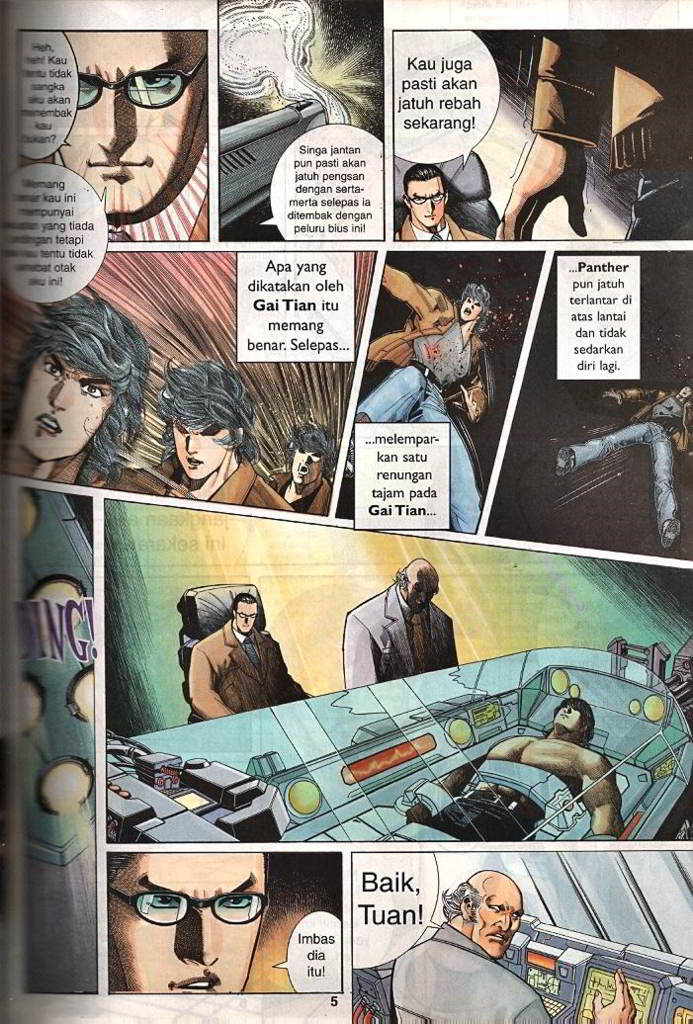 Heh,
heh! Kau
tentu tidak
sangka
aku akan
menembak
kau
bukan?
Memang
benar kau ini
mempunyai
tiada
tandingan tetapi
kau tentu tidak
hebat otak
aku ini!
Singa jantan
pun pasti akan
jatuh pengsan
dengan serta-
merta selepas ia
ditembak dengan
peluru bius ini!
Kau juga
pasti akan
jatuh rebah
sekarang!
Apa yang
dikatakan oleh
Gai Tian itu
memang
benar. Selepas...
...melempar-
kan satu
renungan
tajam pada
Gai Tian...
...Panther
pun jatuh
terlantar di
atas lantai
dan tidak
sedarkan
diri lagi.
DING!
Imbas
dia
itu!
Baik,
Tuan!
5